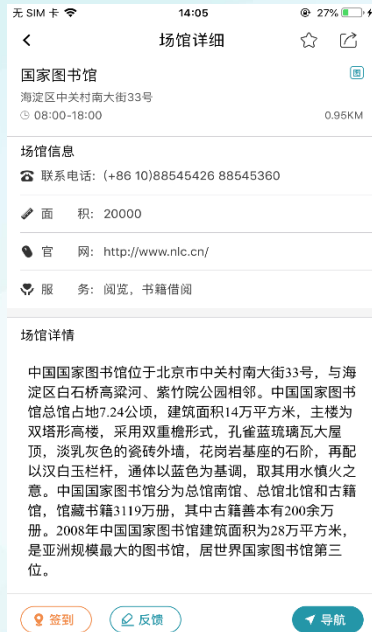 无 SIM 卡 14:05 27%
场馆详细
国家图书馆 图
海淀区中关村南大街33号
08:00-18:00 0.95KM
场馆信息
联系电话: (+86 10)88545426 88545360
面 积: 20000
官 网: http://www.nlc.cn/
服 务: 阅览，书籍借阅
场馆详情
中国国家图书馆位于北京市中关村南大街33号，与海
淀区白石桥高粱河、紫竹院公园相邻。中国国家图书
馆总馆占地7.24公顷，建筑面积14万平方米，主楼为
双塔形高楼，采用双重檐形式，孔雀蓝琉璃瓦大屋
顶，淡乳灰色的瓷砖外墙，花岗岩基座的石阶，再配
以汉白玉栏杆，通体以蓝色为基调，取其用水慎火之
意。中国国家图书馆分为总馆南馆、总馆北馆和古籍
馆，馆藏书籍3119万册，其中古籍善本有200余万
册。2008年中国国家图书馆建筑面积为28万平方米，
是亚洲规模最大的图书馆，居世界国家图书馆第三
位。
签到 反馈 导航